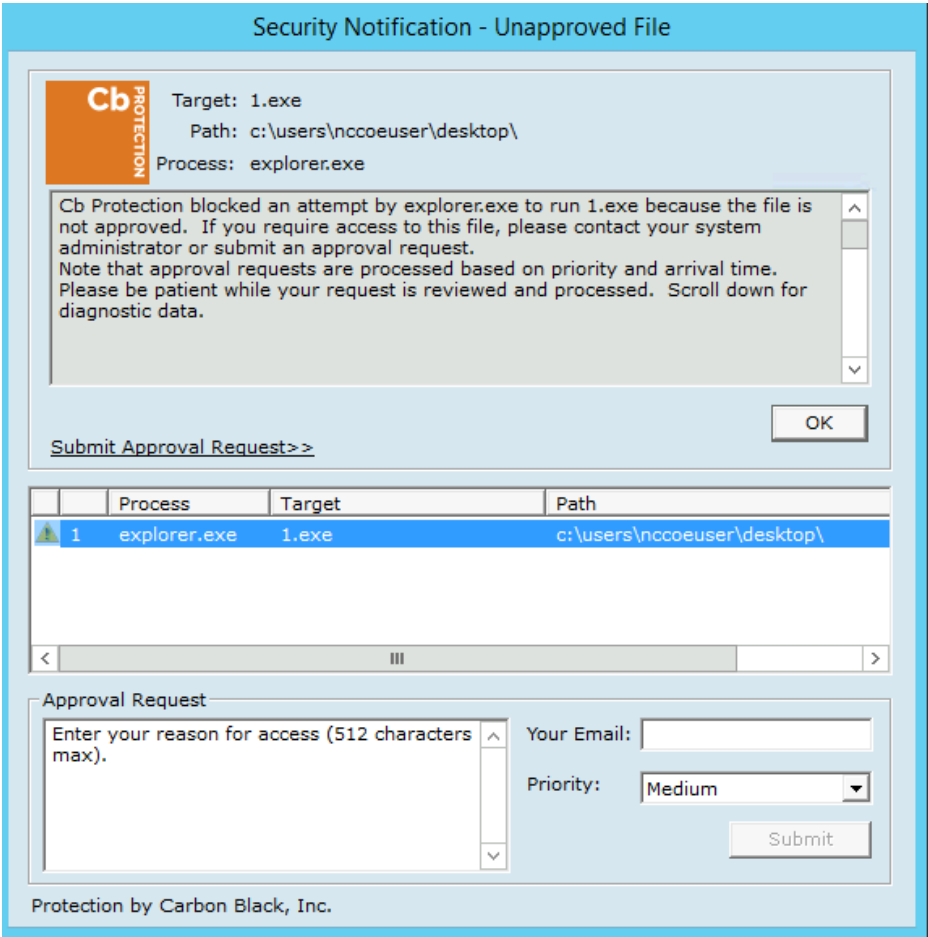 Security Notification - Unapproved File
Cb PROTECTION
Target: 1.exe
Path: c:\users\nccoeuser\desktop\
Process: explorer.exe
Cb Protection blocked an attempt by explorer.exe to run 1.exe because the file is
not approved.  If you require access to this file, please contact your system
administrator or submit an approval request.
Note that approval requests are processed based on priority and arrival time.
Please be patient while your request is reviewed and processed.  Scroll down for
diagnostic data.
OK
Submit Approval Request>>
Process Target Path
1 explorer.exe 1.exe c:\users\nccoeuser\desktop\
Approval Request
Enter your reason for access (512 characters
max).
Your Email:
Priority: Medium
Submit
Protection by Carbon Black, Inc.